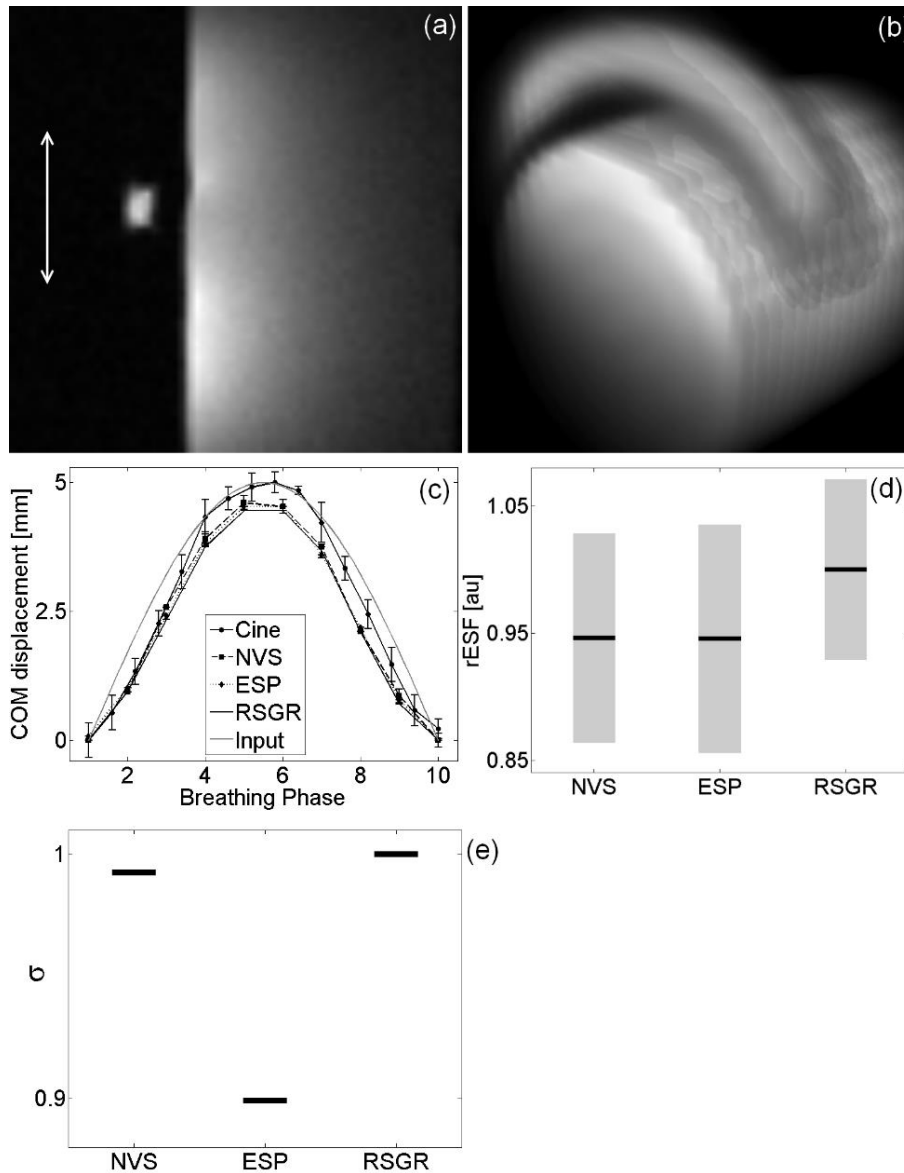 (a)
(b)
(c)
COM displacement [mm]
5
2.5
0
Cine
NVS
ESP
RSGR
Input
2
4
6
8
10
Breathing Phase
(d)
rESF [au]
1.05
0.95
0.85
NVS
ESP
RSGR
(e)
σ
1
0.9
NVS
ESP
RSGR